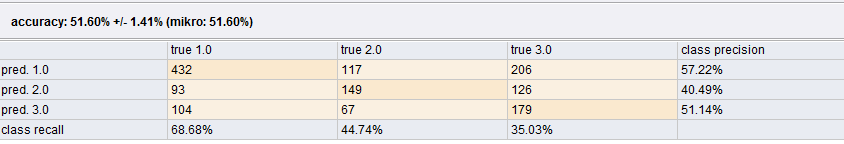 accuracy: 51.60% +/- 1.41% (mikro: 51.60%)
true 1.0 true 2.0 true 3.0 class precision
pred. 1.0 432 117 206 57.22%
pred. 2.0 93 149 126 40.49%
pred. 3.0 104 67 179 51.14%
class recall 68.68% 44.74% 35.03%